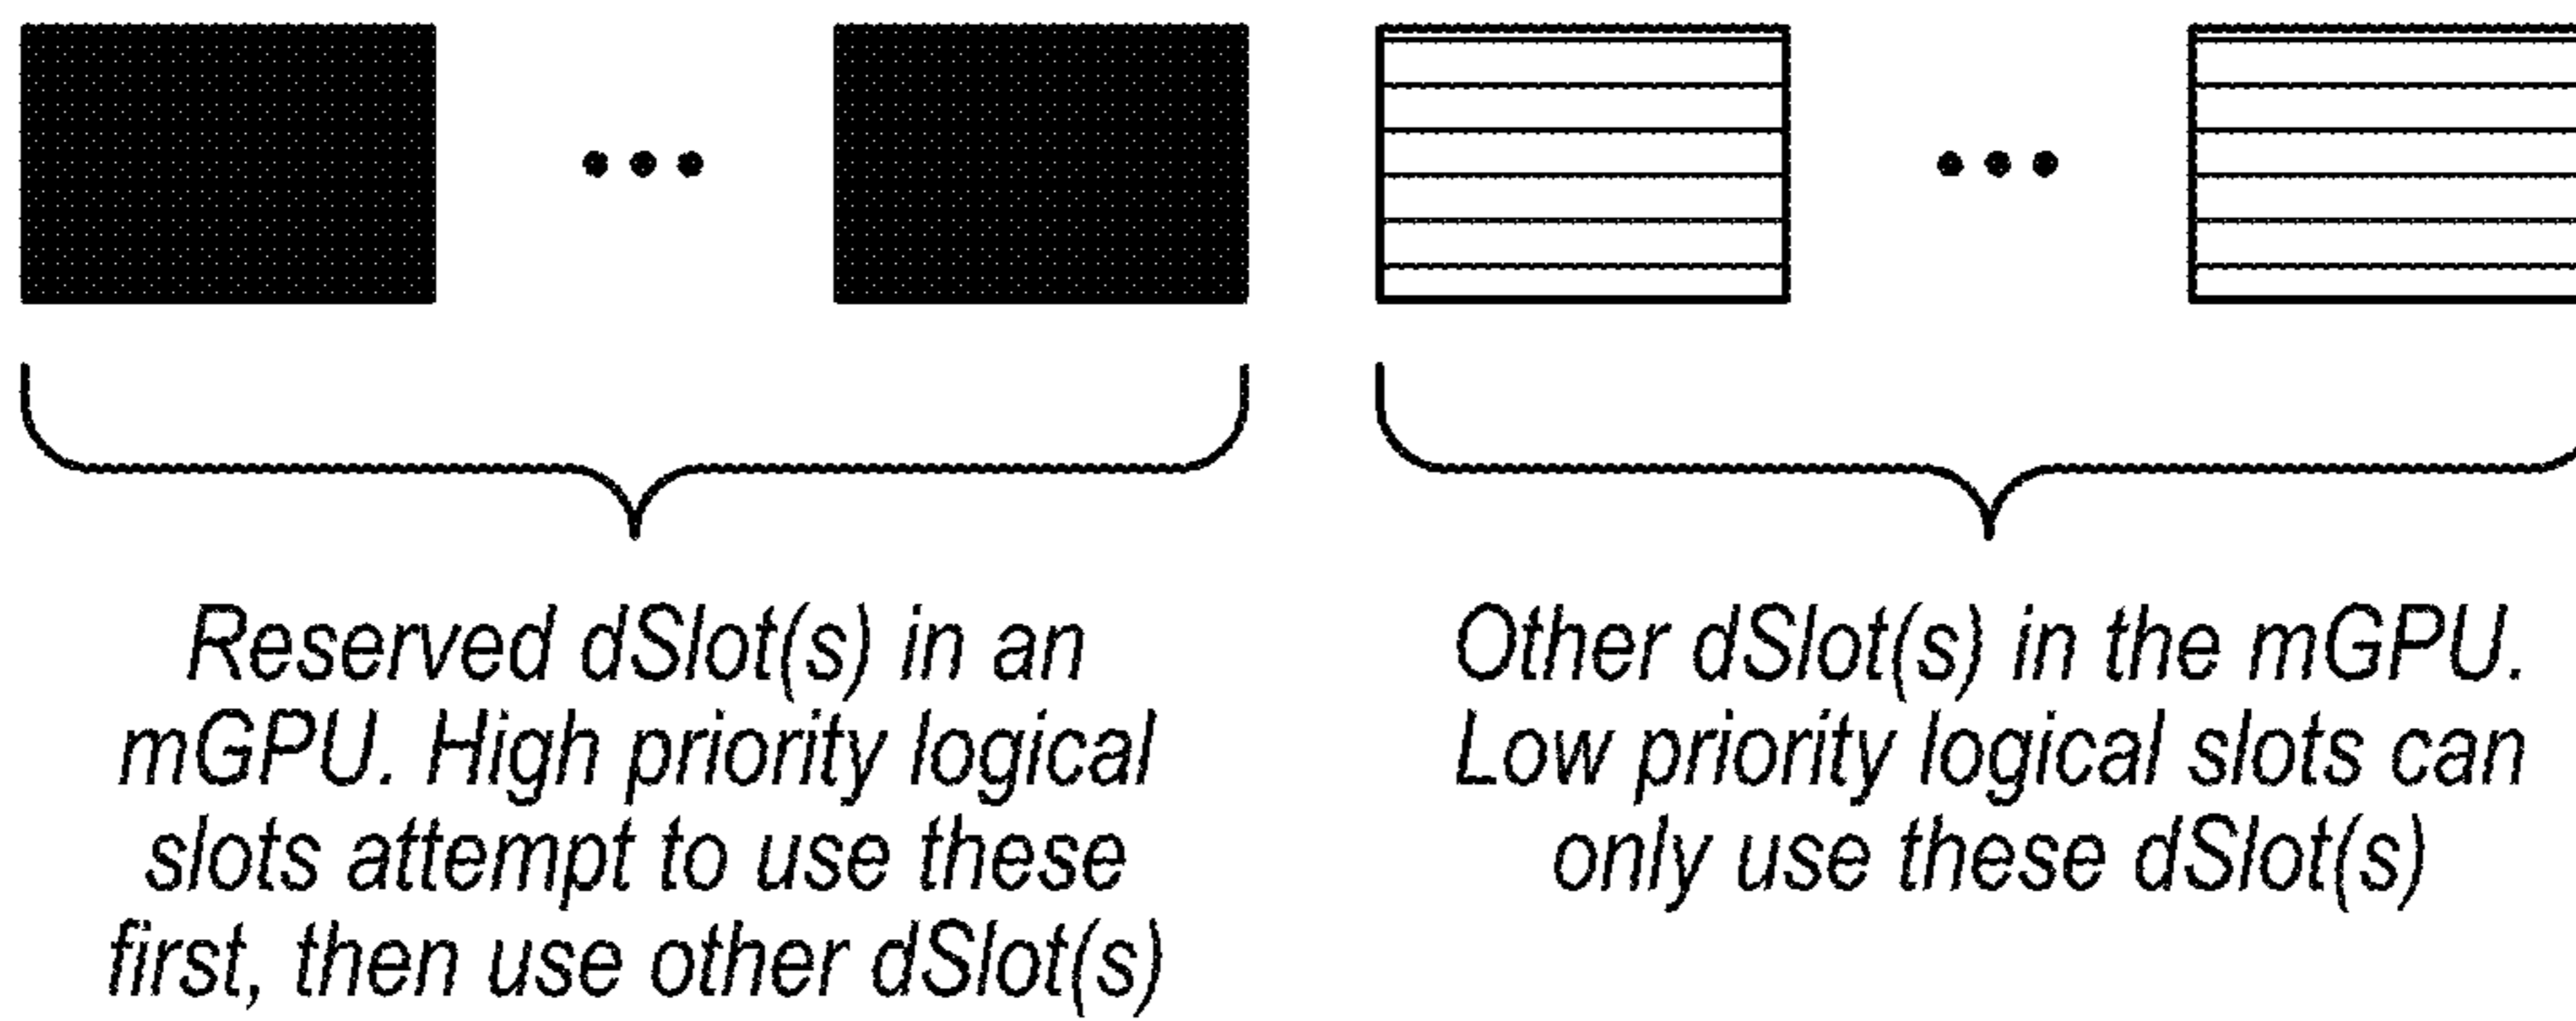 Reserved dSlot(s) in an
mGPU. High priority logical
slots attempt to use these
first, then use other dSlot(s)
Other dSlot(s) in the mGPU.
Low priority logical slots can
only use these dSlot(s)